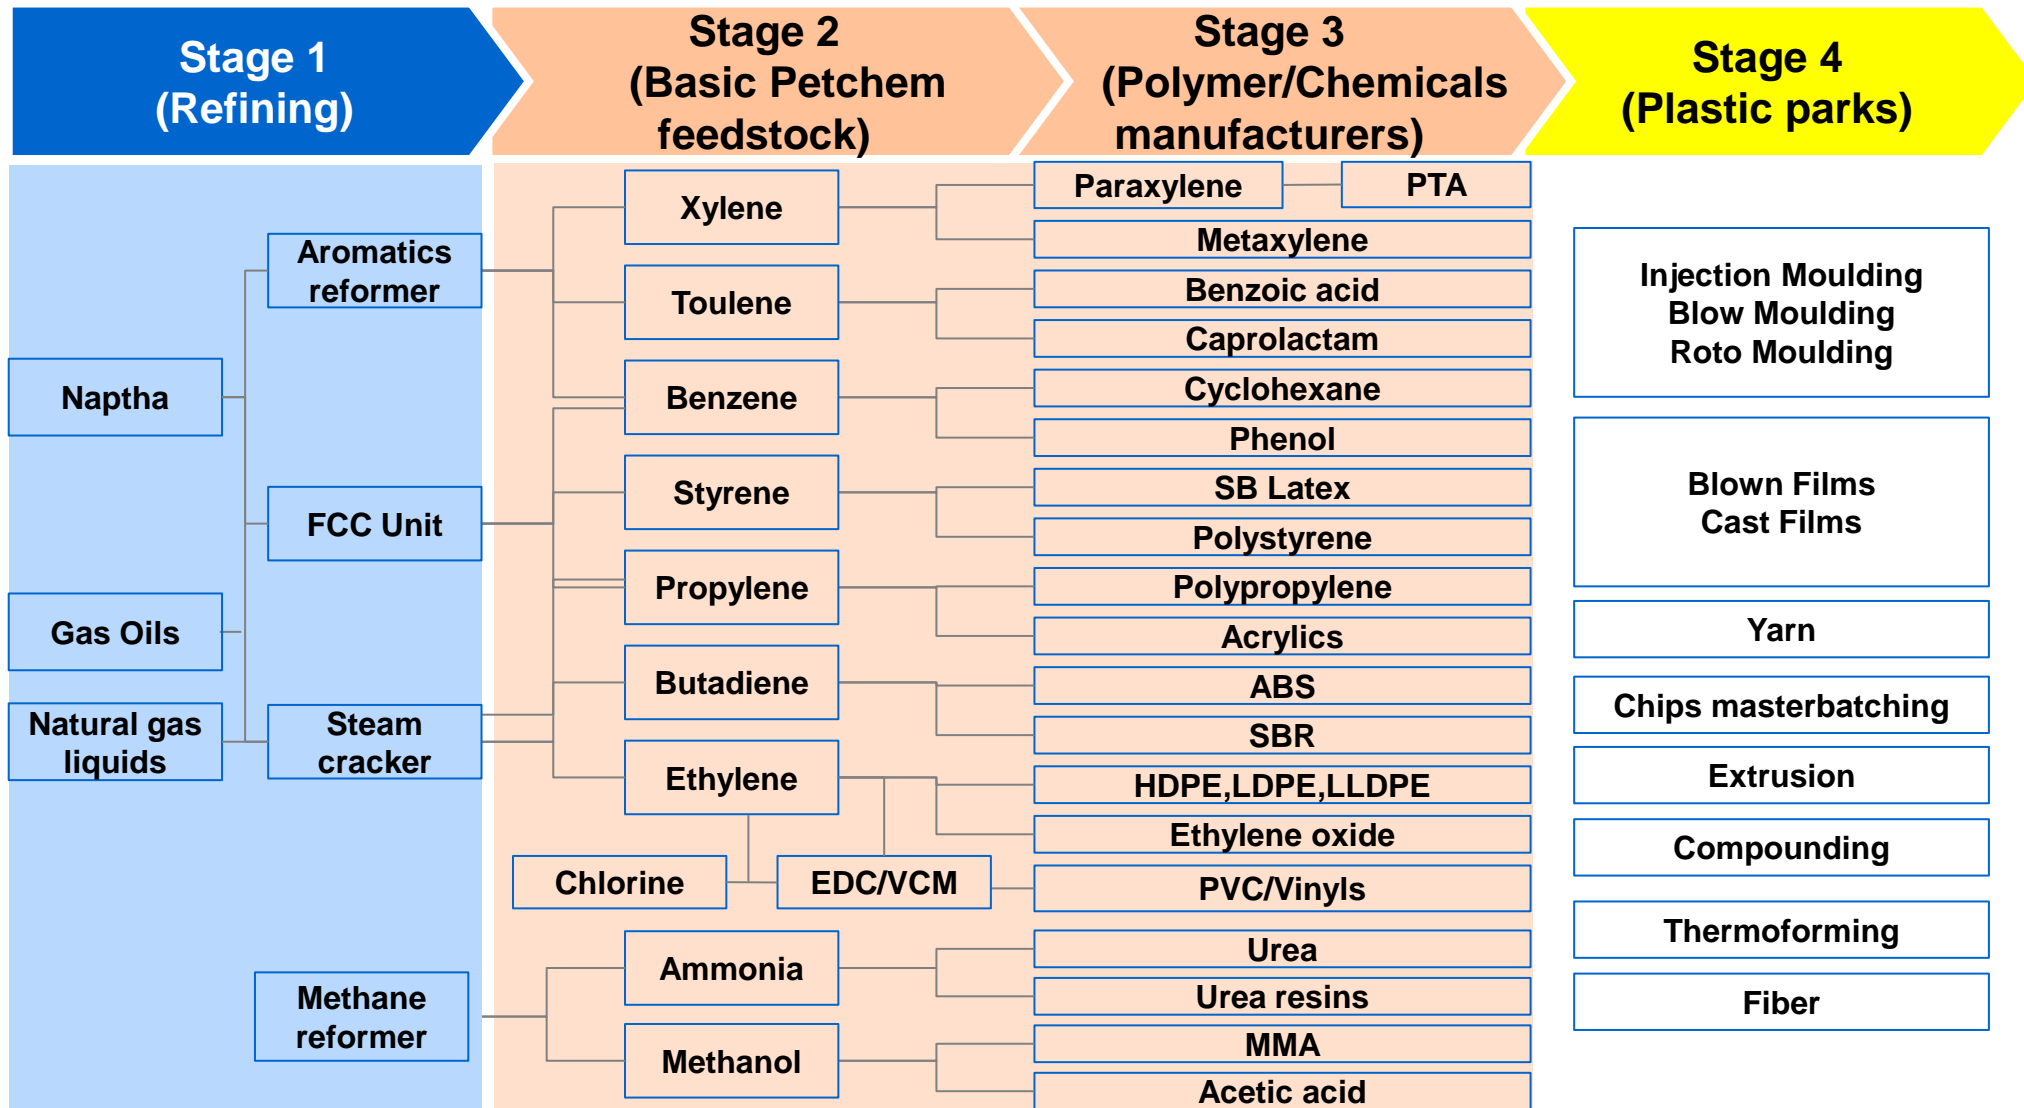 Stage 1
(Refining)
Stage 2
(Basic Petchem
feedstock)
Stage 3
(Polymer/Chemicals
manufacturers)
Stage 4
(Plastic parks)
Naptha
Gas Oils
Natural gas
liquids
Aromatics
reformer
FCC Unit
Steam
cracker
Methane
reformer
Xylene
Toulene
Benzene
Styrene
Propylene
Butadiene
Ethylene
Chlorine
EDC/VCM
Ammonia
Methanol
Paraxylene
PTA
Metaxylene
Benzoic acid
Caprolactam
Cyclohexane
Phenol
SB Latex
Polystyrene
Polypropylene
Acrylics
ABS
SBR
HDPE,LDPE,LLDPE
Ethylene oxide
PVC/Vinyls
Urea
Urea resins
MMA
Acetic acid
Injection Moulding
Blow Moulding
Roto Moulding
Blown Films
Cast Films
Yarn
Chips masterbatching
Extrusion
Compounding
Thermoforming
Fiber